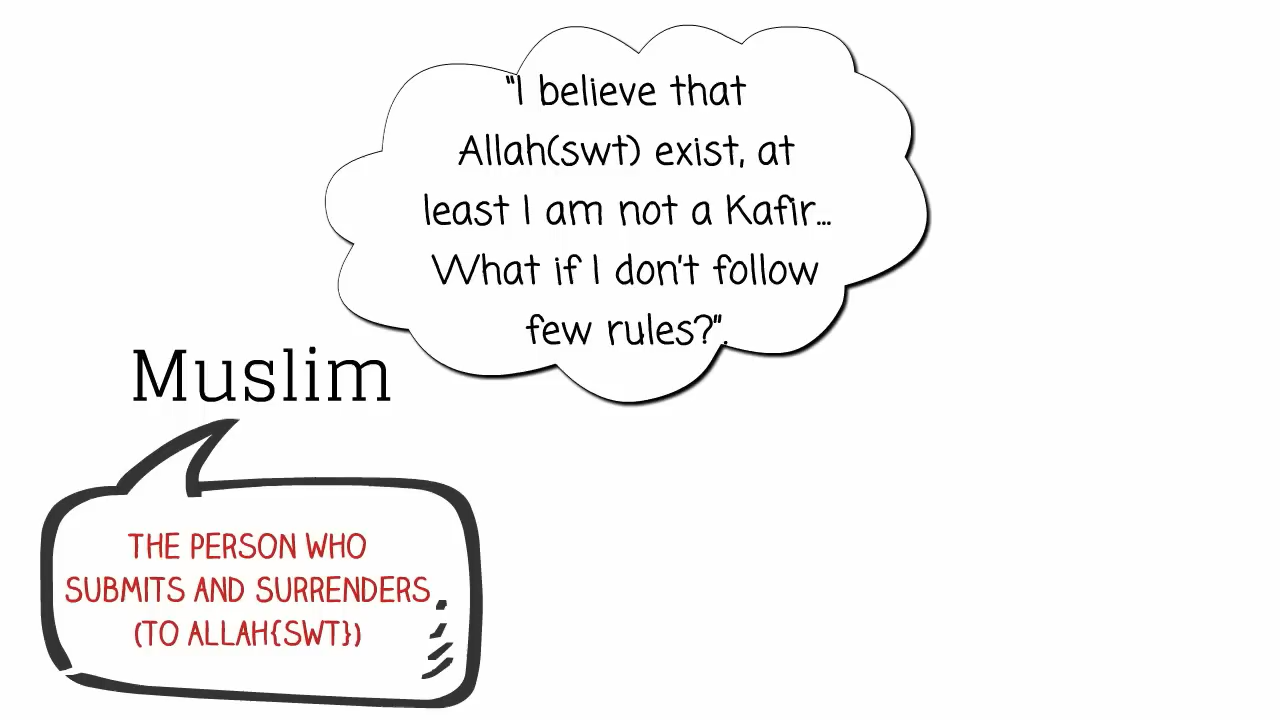 "I believe that
Allah(swt) exist, at
least I am not a Kafir...
What if I don't follow
few rules?".
Muslim
THE PERSON WHO
SUBMITS AND SURRENDERS
(TO ALLAH{SWT})